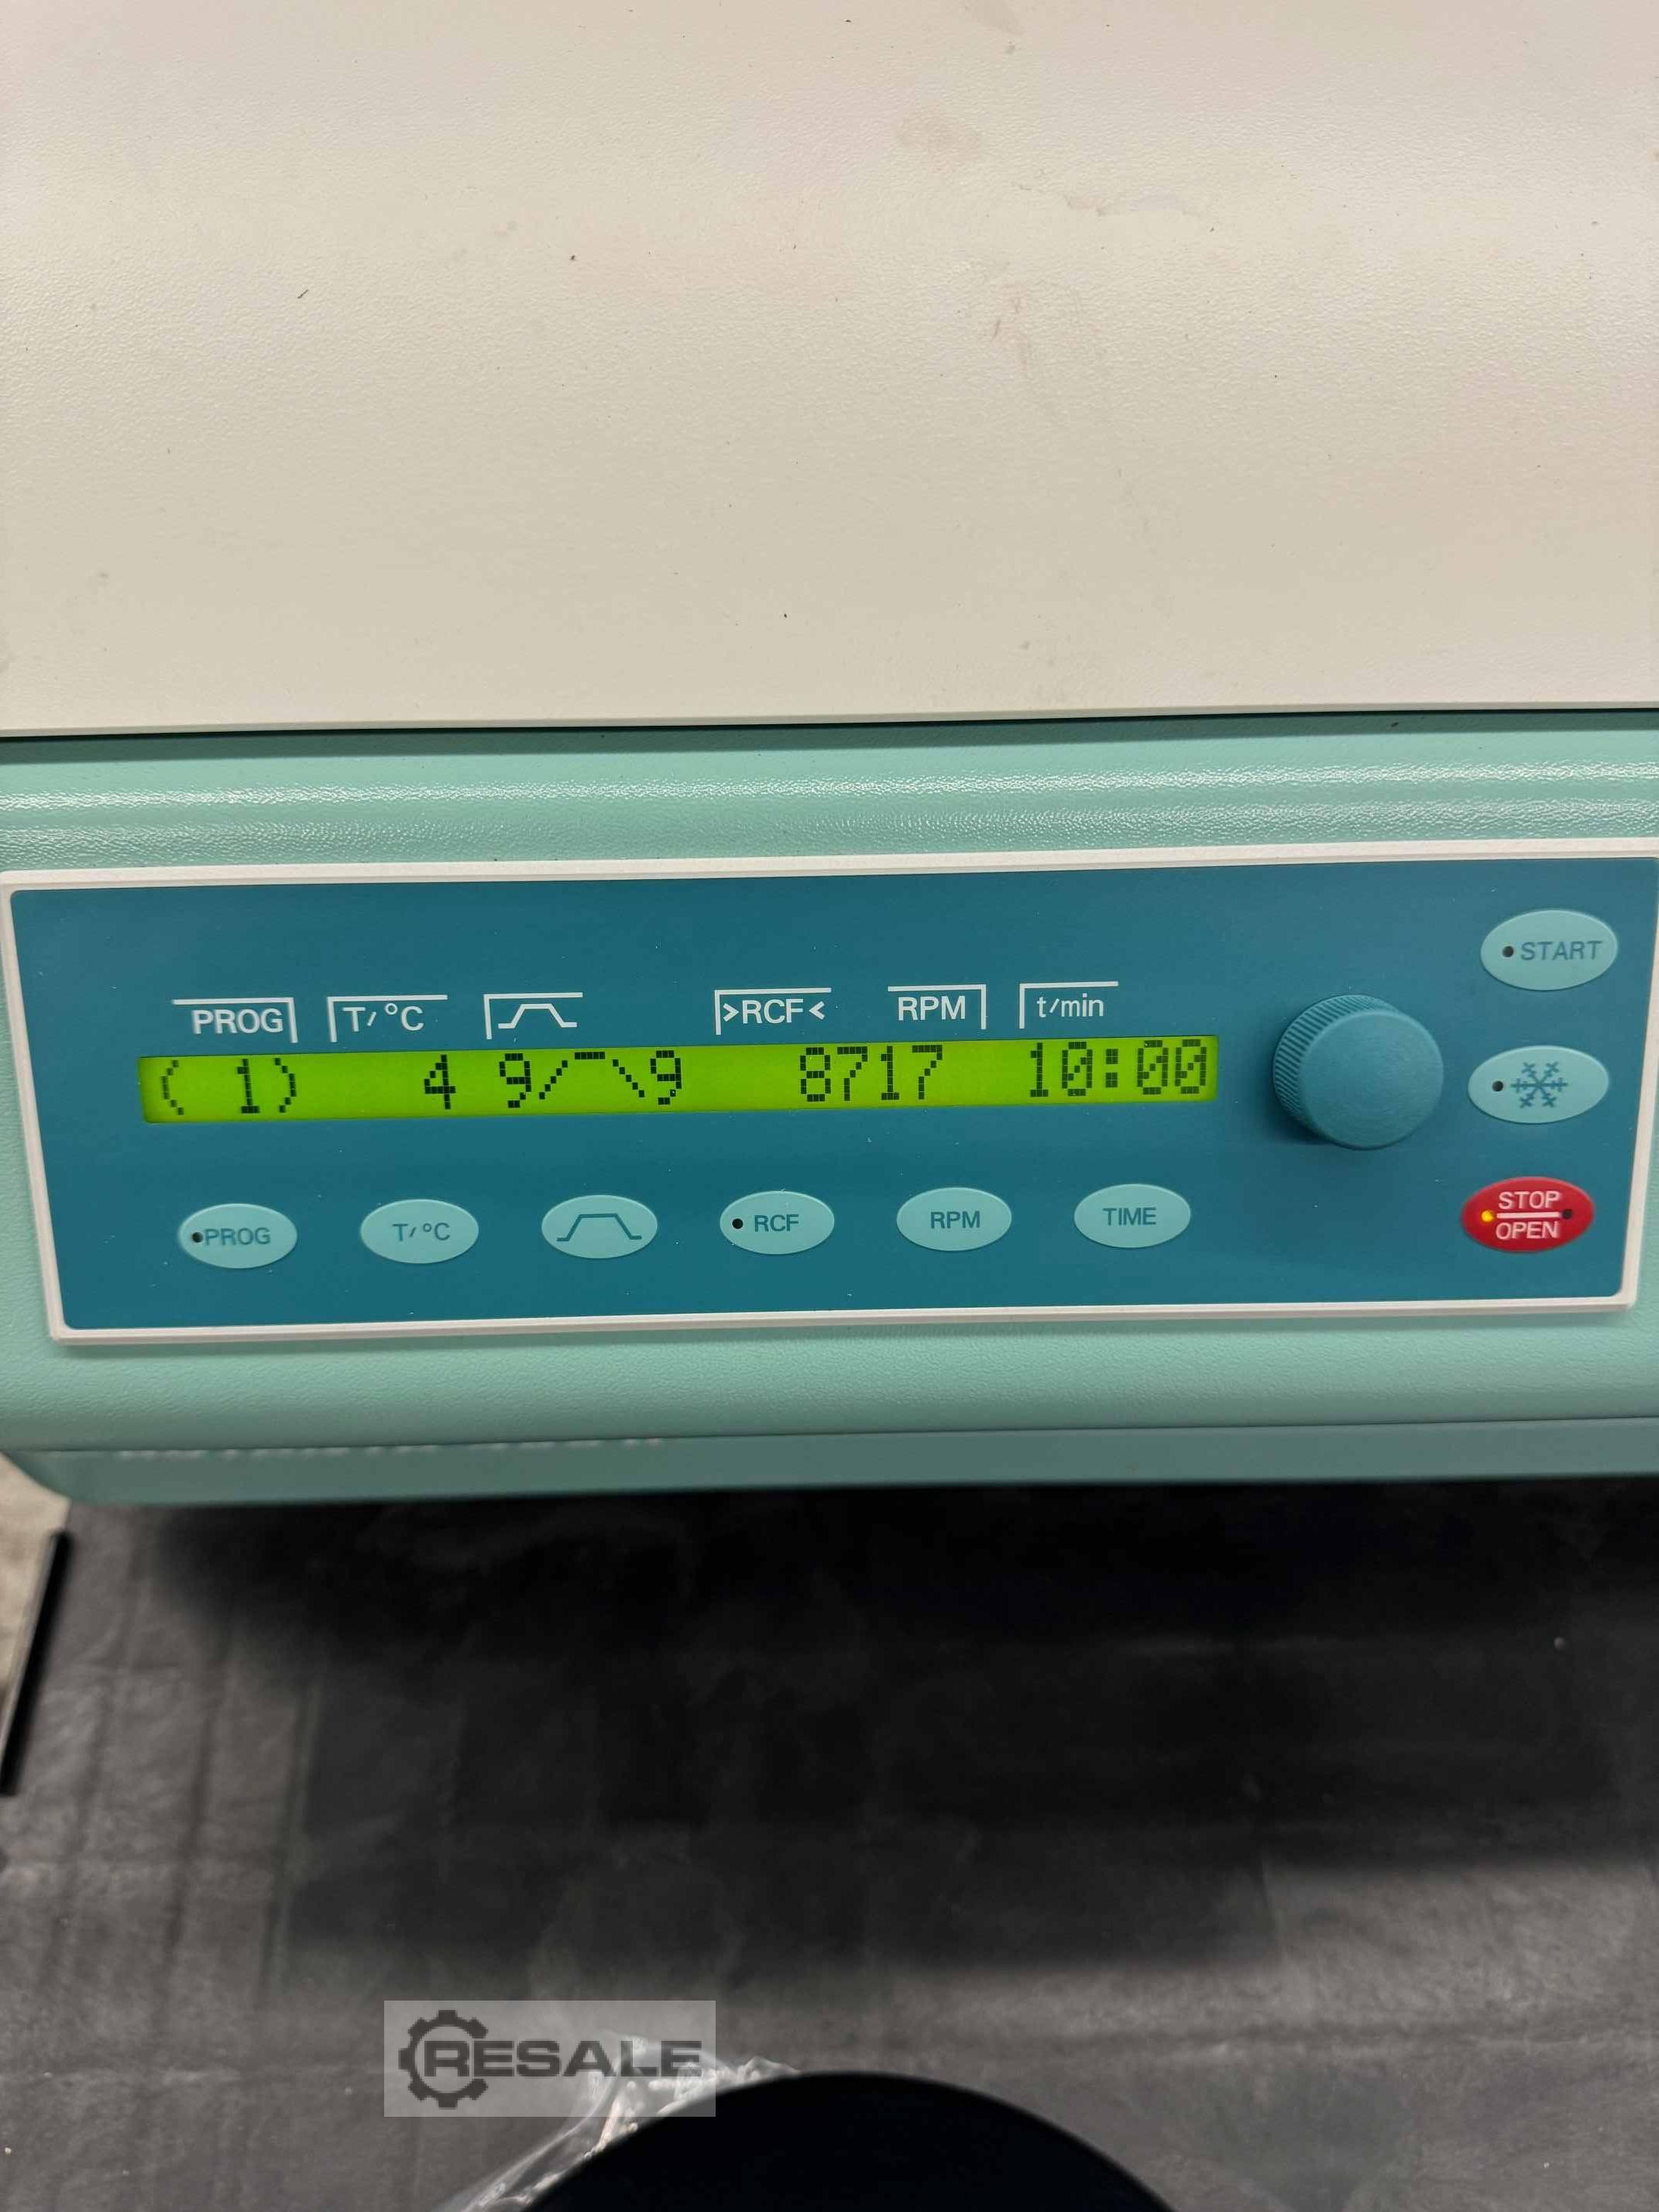 PROG T/°C >RCF< RPM t/min
( 1) 4 9/‾\9 8717 10:00
START
PROG T/°C RCF RPM TIME
STOP
OPEN
RESALE